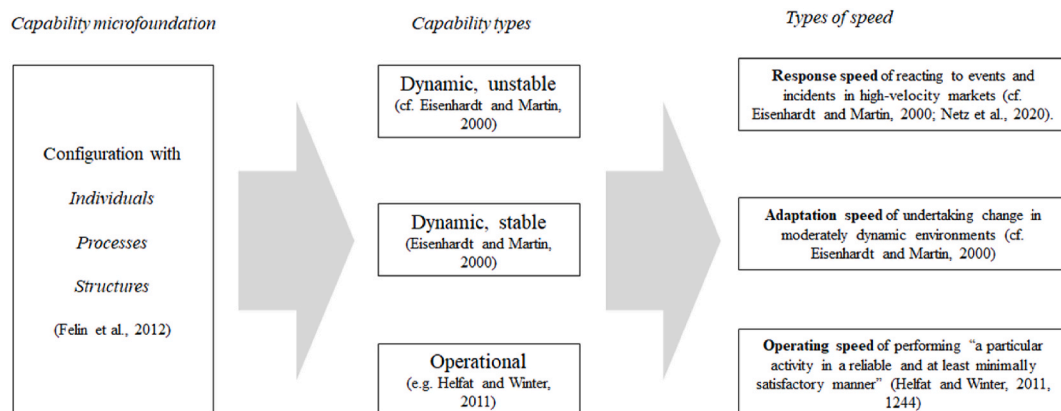 Capability microfoundation
Capability types
Types of speed
Configuration with
Individuals
Processes
Structures
(Felin et al., 2012)
Dynamic, unstable
(cf. Eisenhardt and Martin,
2000)
Dynamic, stable
(Eisenhardt and Martin,
2000)
Operational
(e.g. Helfat and Winter,
2011)
Response speed of reacting to events and
incidents in high-velocity markets (cf.
Eisenhardt and Martin, 2000; Netz et al., 2020).
Adaptation speed of undertaking change in
moderately dynamic environments (cf.
Eisenhardt and Martin, 2000)
Operating speed of performing “a particular
activity in a reliable and at least minimally
satisfactory manner” (Helfat and Winter, 2011,
1244)